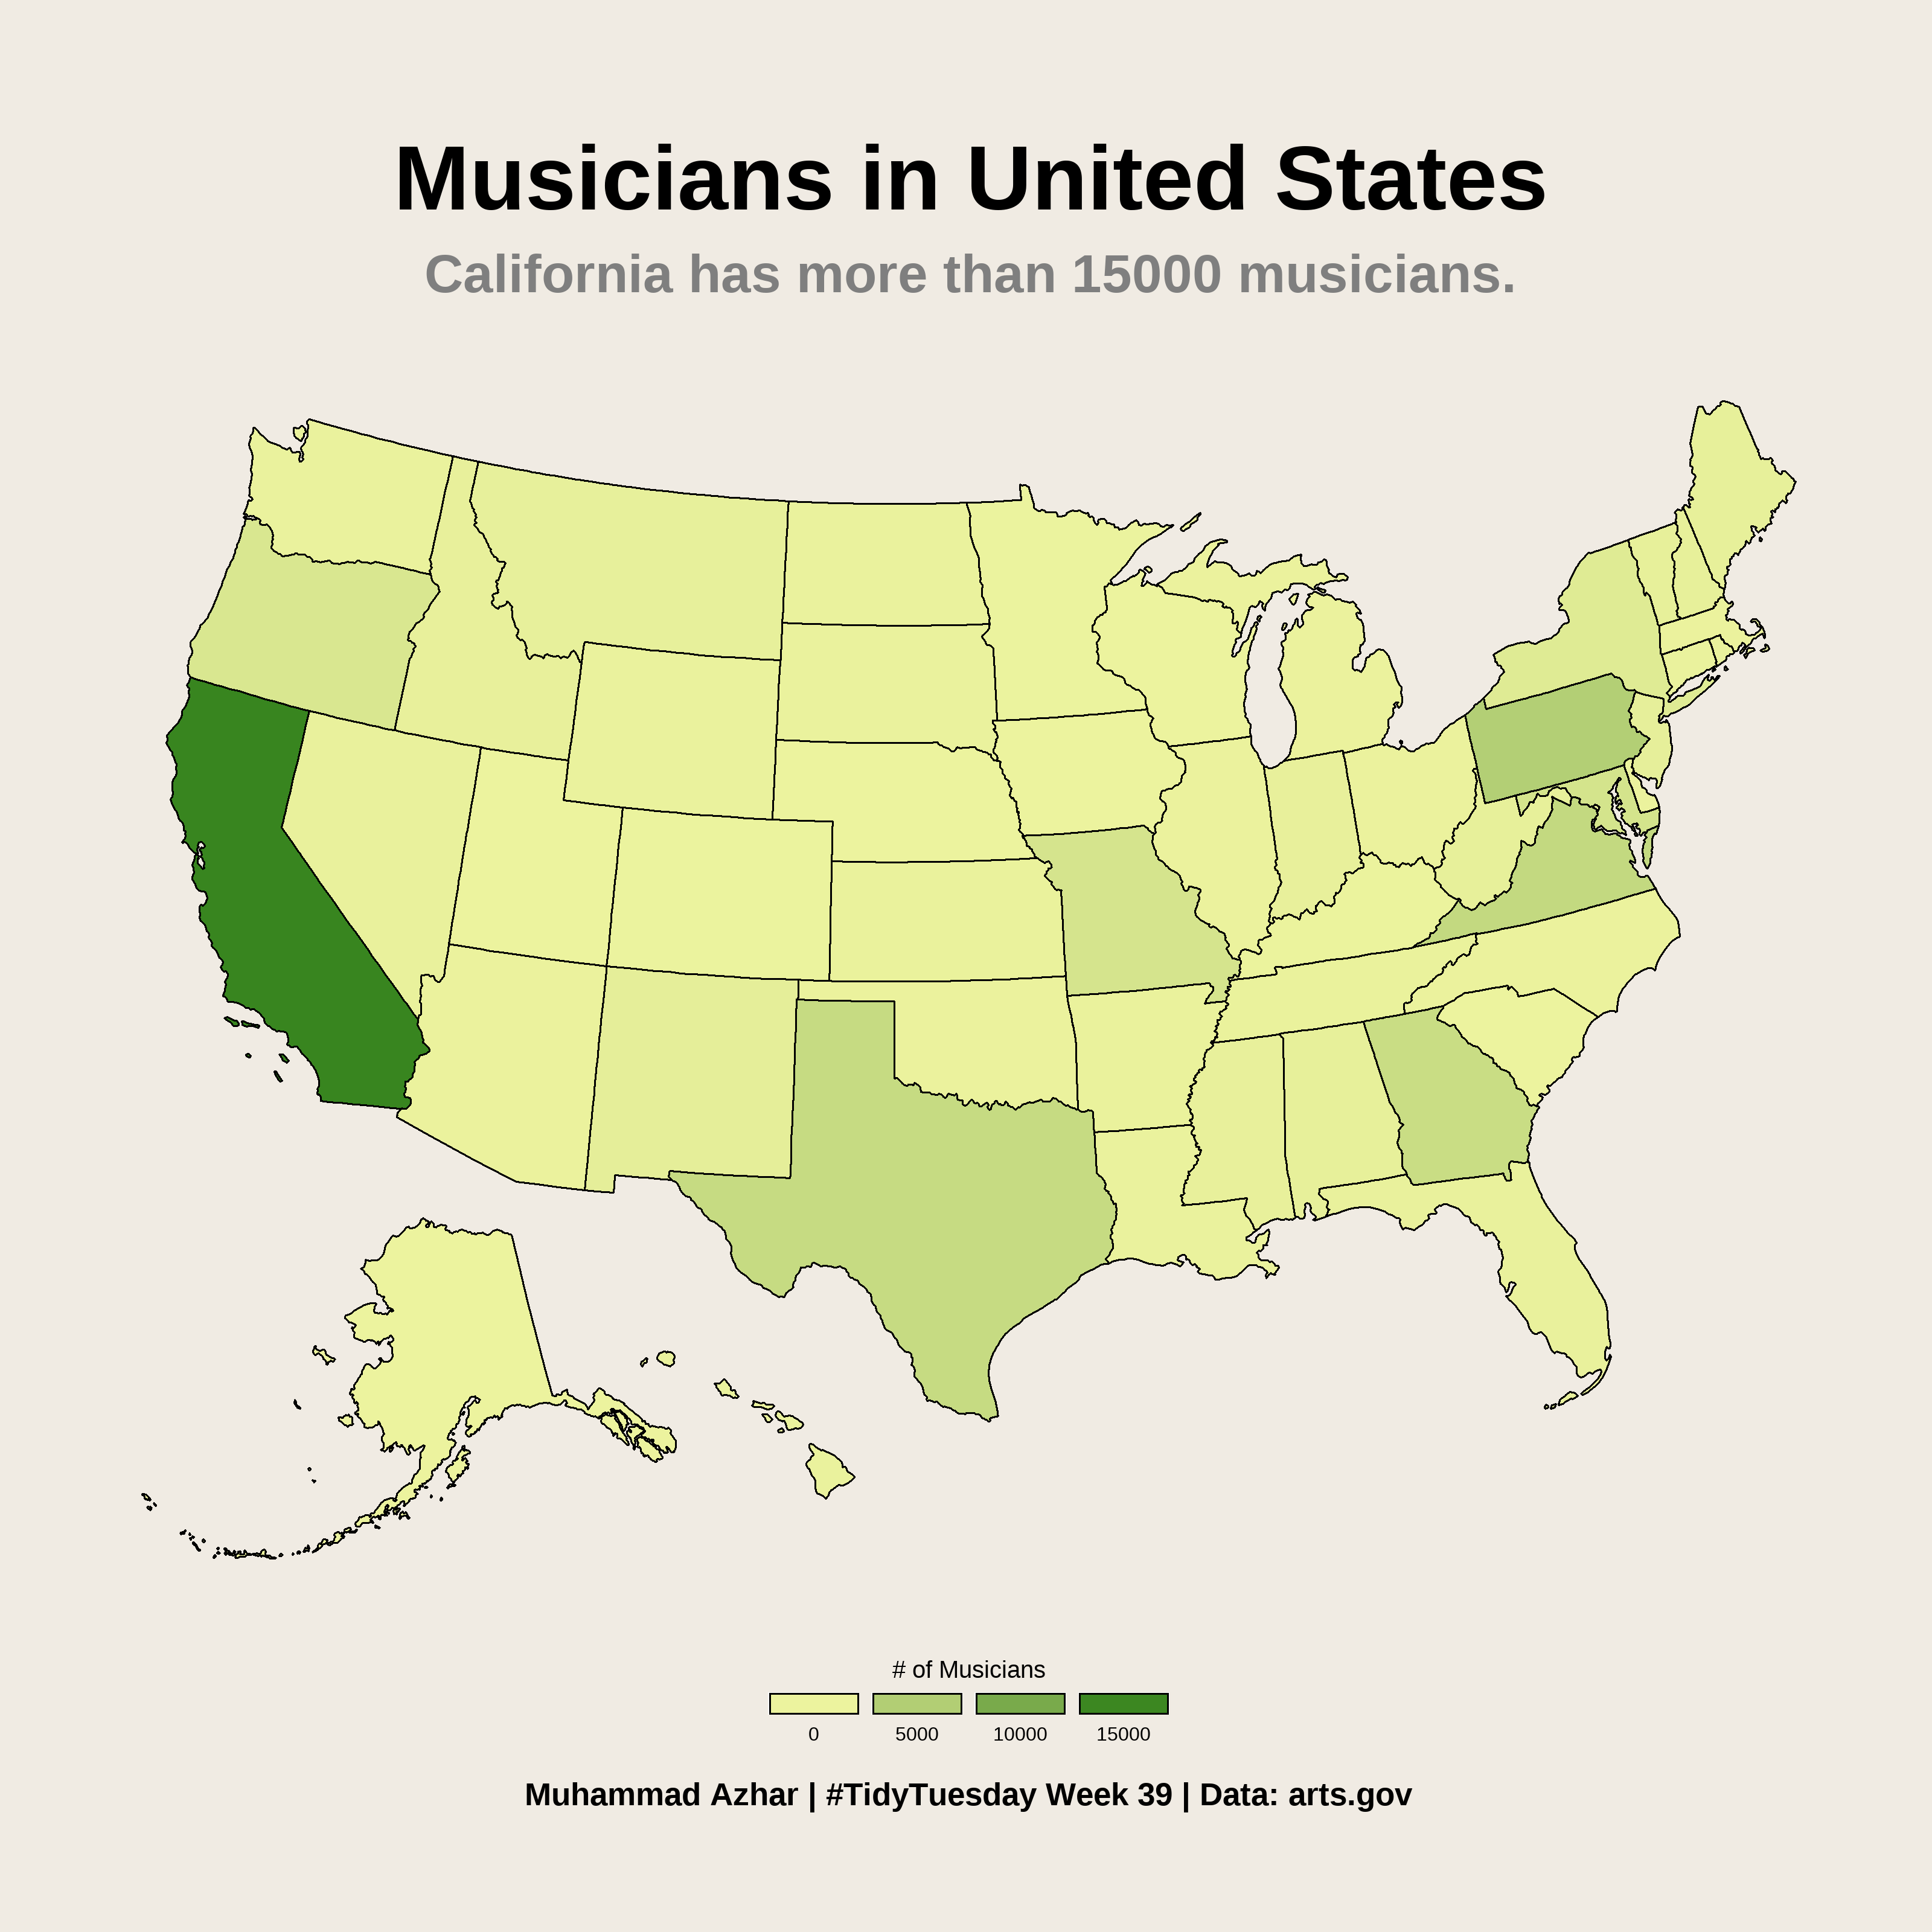 Musicians in United States
California has more than 15000 musicians.
# of Musicians
0 5000 10000 15000
Muhammad Azhar | #TidyTuesday Week 39 | Data: arts.gov